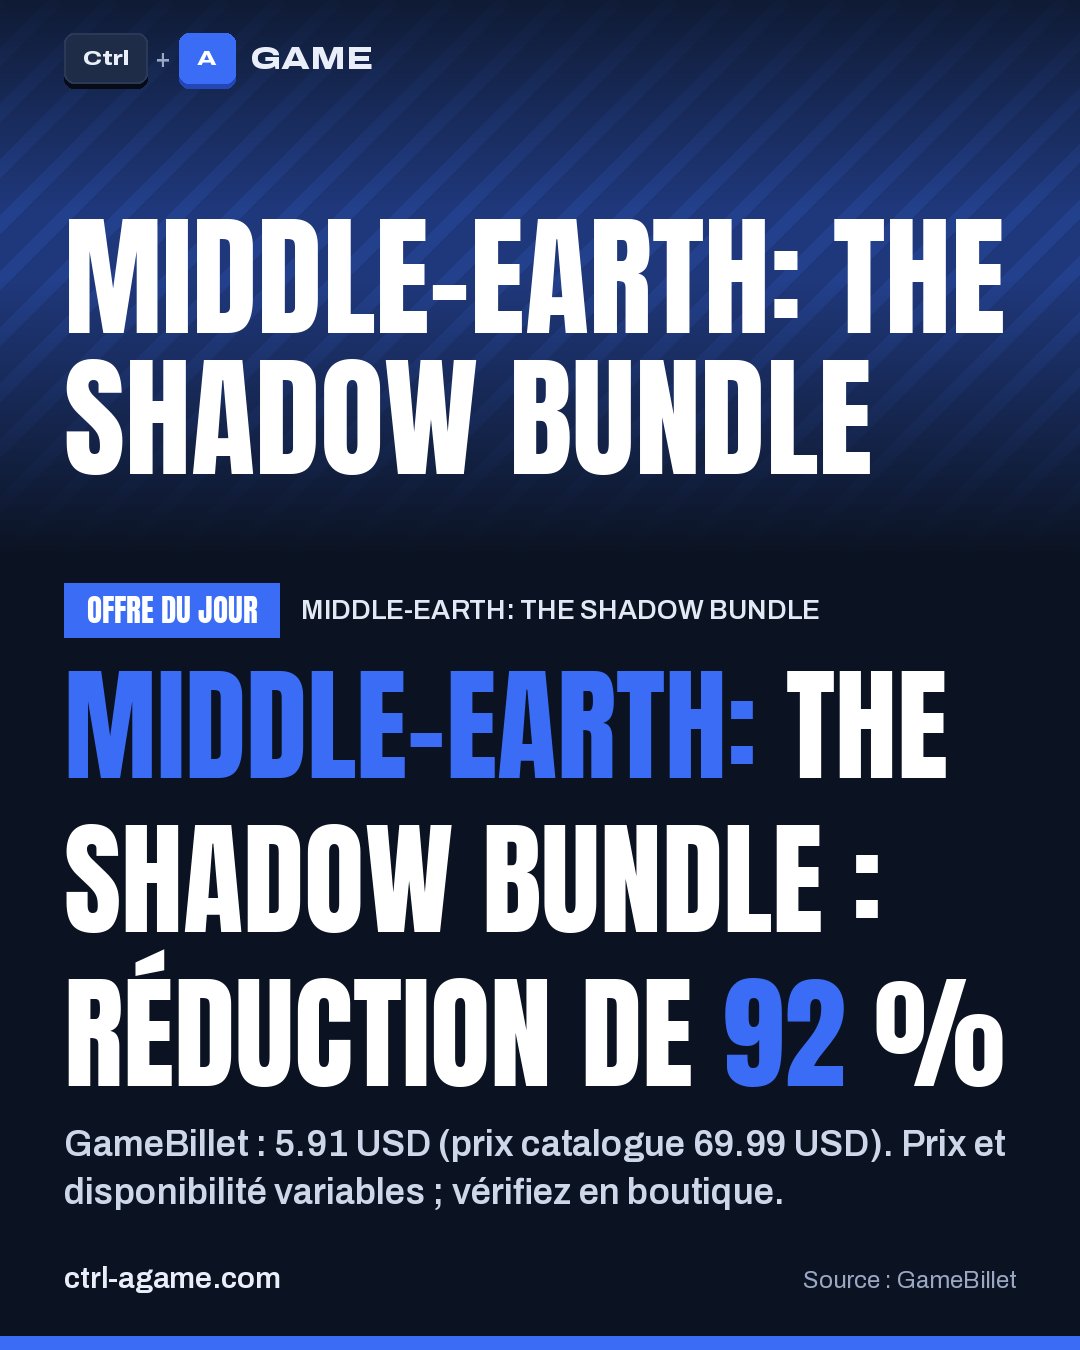 Ctrl + A GAME
MIDDLE-EARTH: THE
SHADOW BUNDLE
OFFRE DU JOUR MIDDLE-EARTH: THE SHADOW BUNDLE
MIDDLE-EARTH: THE
SHADOW BUNDLE :
RÉDUCTION DE 92 %
GameBillet : 5.91 USD (prix catalogue 69.99 USD). Prix et
disponibilité variables ; vérifiez en boutique.
ctrl-agame.com Source : GameBillet